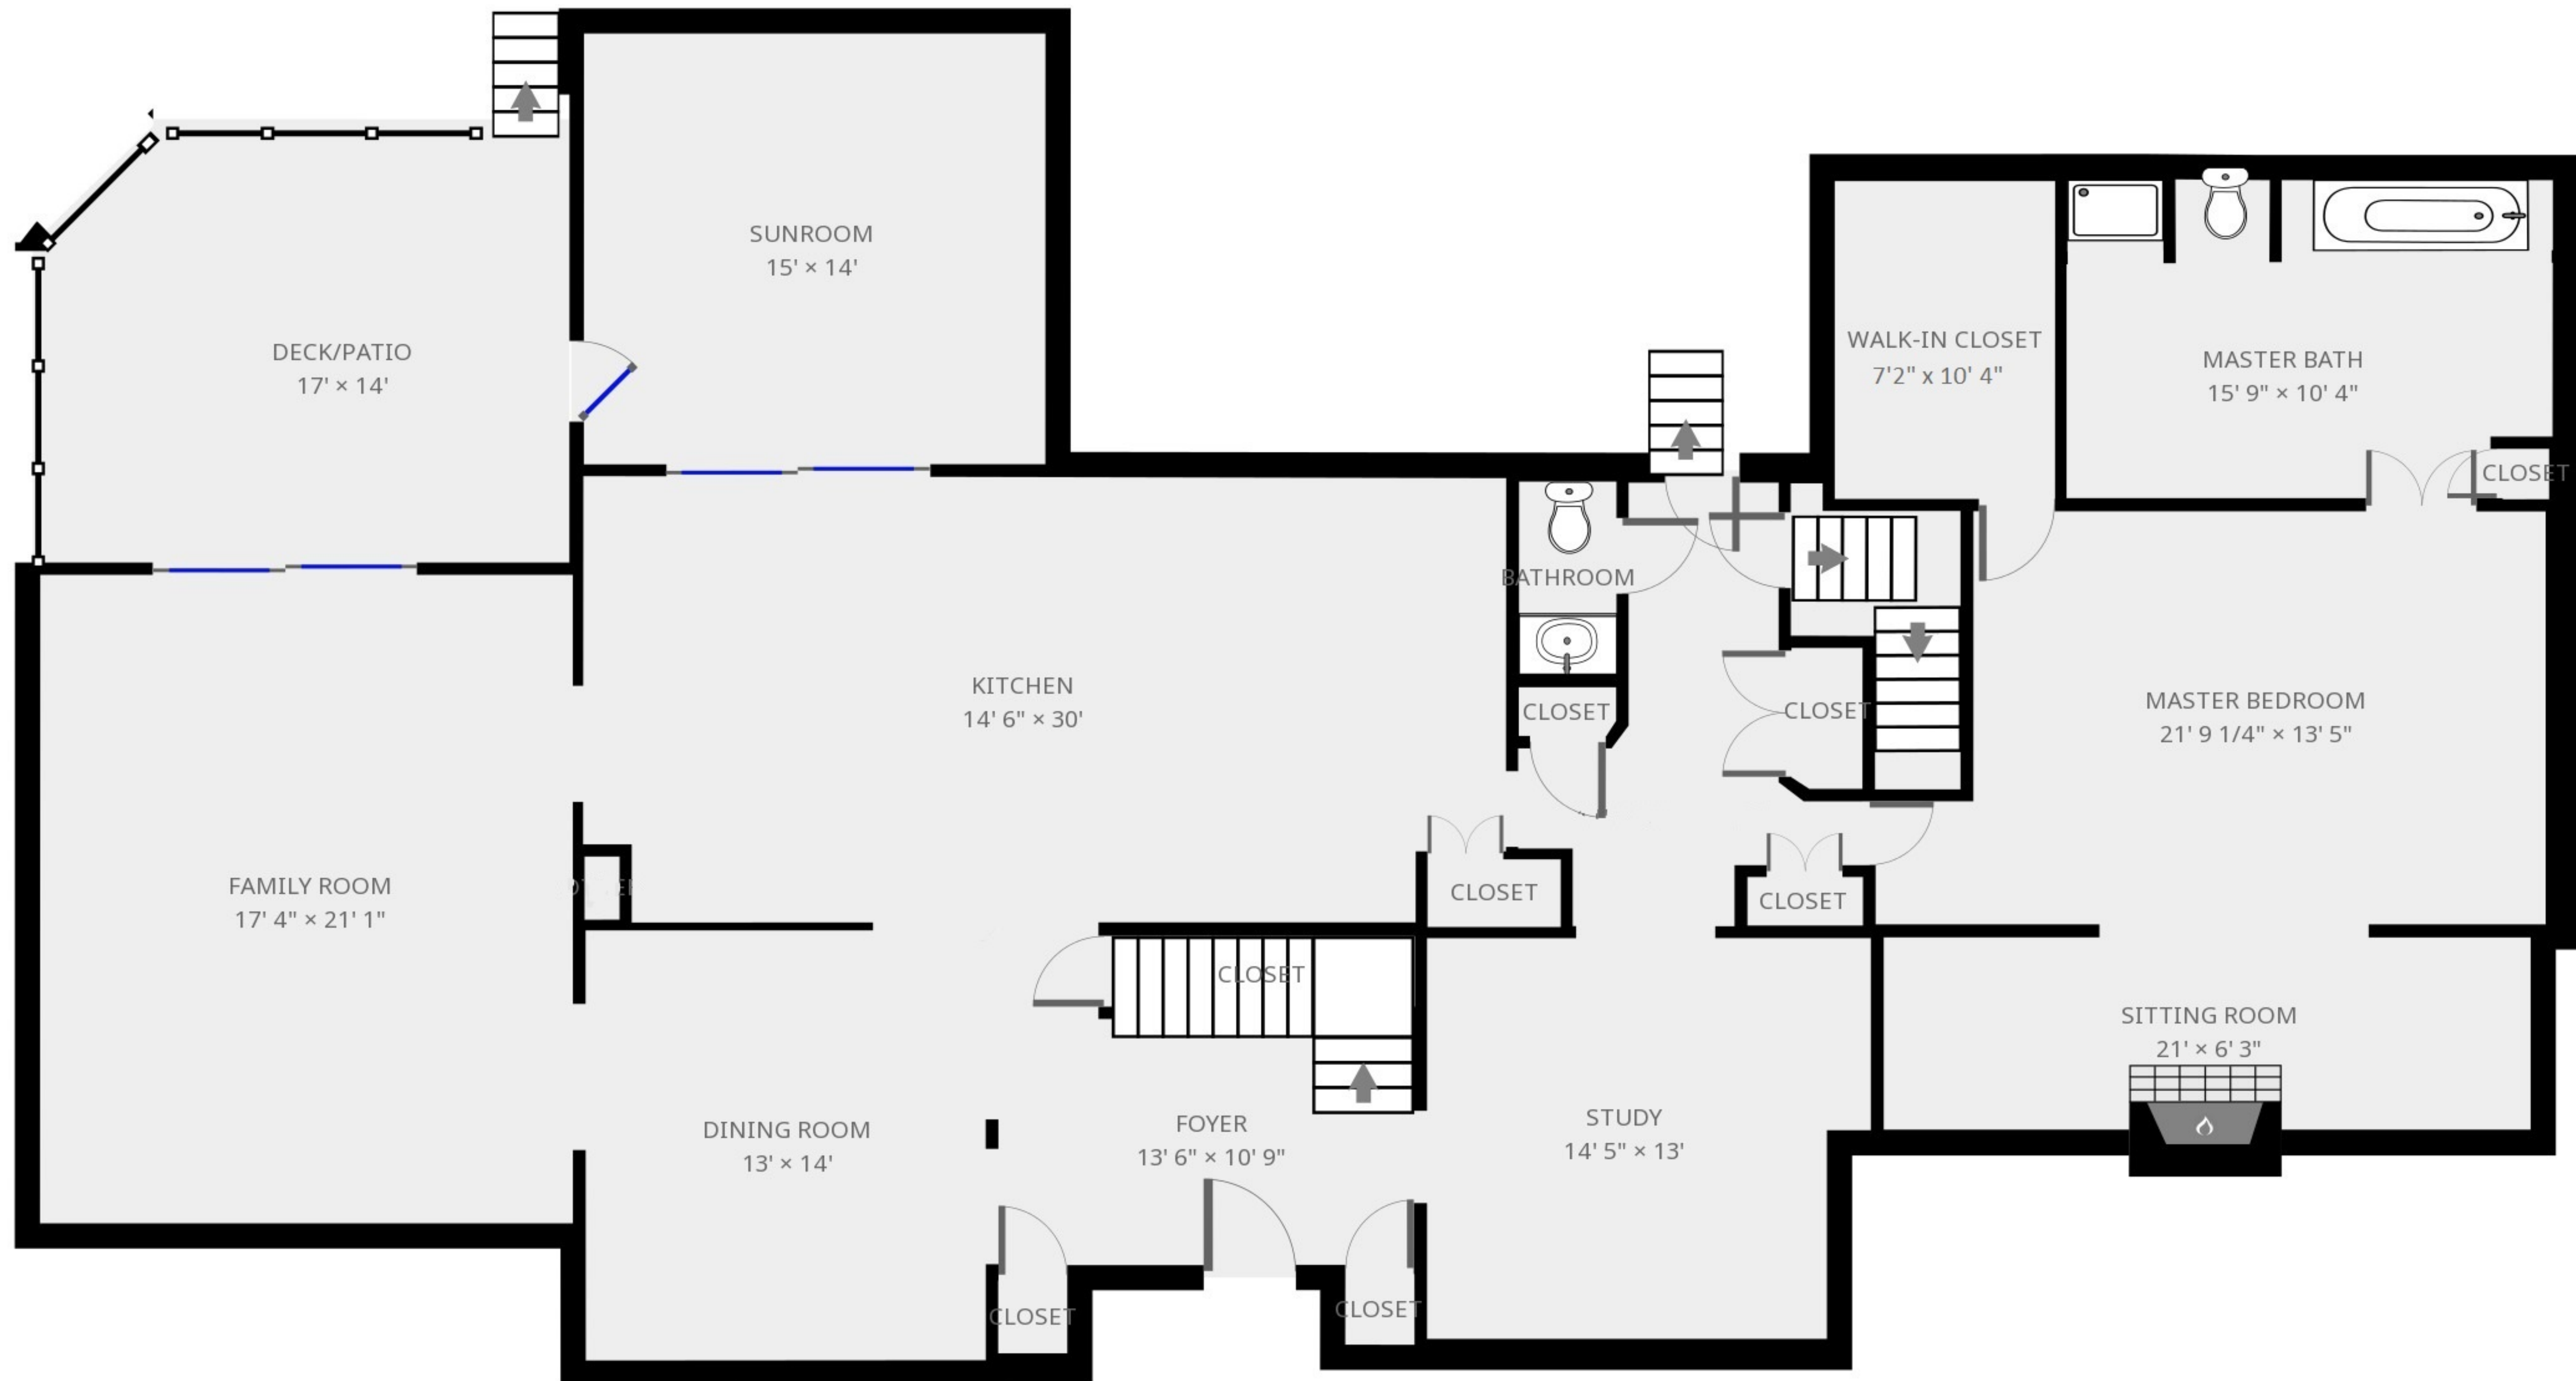 SUNROOM
15' × 14'
DECK/PATIO
17' × 14'
WALK-IN CLOSET
7'2" x 10' 4"
MASTER BATH
15' 9" × 10' 4"
CLOSET
BATHROOM
KITCHEN
14' 6" × 30'
CLOSET
CLOSET
MASTER BEDROOM
21' 9 1/4" × 13' 5"
FAMILY ROOM
17' 4" × 21' 1"
CLOSET
CLOSET
CLOSET
SITTING ROOM
21' × 6' 3"
DINING ROOM
13' × 14'
FOYER
13' 6" × 10' 9"
STUDY
14' 5" × 13'
CLOSET
CLOSET